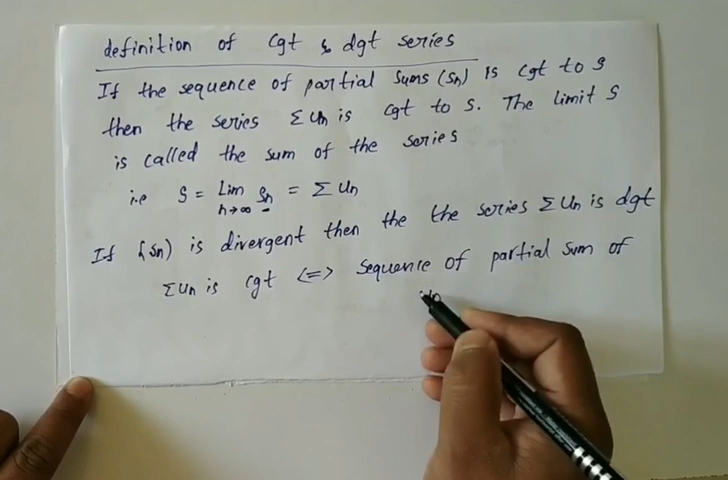 definition of Cgt & dgt series
If the sequence of partial sums (Sn) is Cgt to S
then the series Σ Un is Cgt to S. The limit S
is called the sum of the series
i.e S = Lim n→∞ Sn = Σ Un
If (Sn) is divergent then the the series Σ Un is dgt
Σ Un is Cgt <=> Sequence of partial sum of